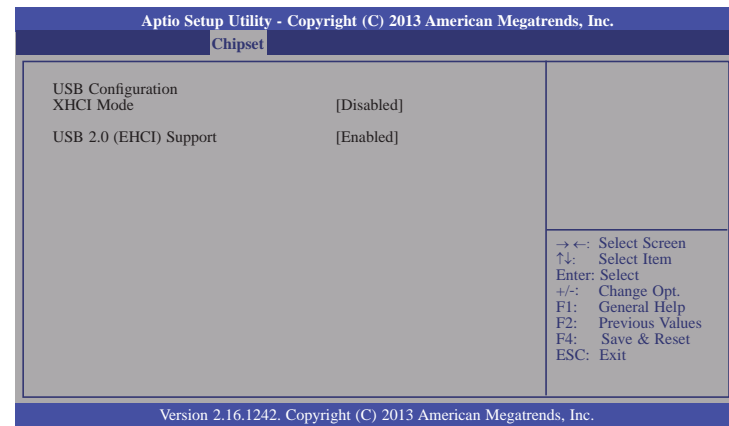 Aptio Setup Utility - Copyright (C) 2013 American Megatrends, Inc.
Chipset
USB Configuration
XHCI Mode [Disabled]
USB 2.0 (EHCI) Support [Enabled]
→ ←: Select Screen
↑↓: Select Item
Enter: Select
+/-: Change Opt.
F1: General Help
F2: Previous Values
F4: Save & Reset
ESC: Exit
Version 2.16.1242. Copyright (C) 2013 American Megatrends, Inc.